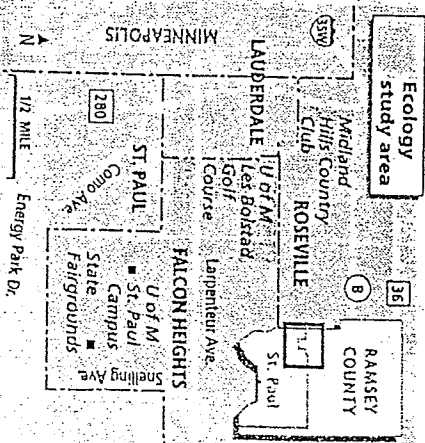 Ecology
study area
36
B
35W
Midland
Hills Country
Club
ROSEVILLE
RAMSEY
COUNTY
St. Paul
LAUDERDALE
U of M
Les Bolstad
Golf
Course
Larpenteur Ave.
MINNEAPOLIS
FALCON HEIGHTS
280
ST. PAUL
Como Ave
U of M
St. Paul
Campus
State
Fairgrounds
Snelling Ave.
N
1/2 MILE
Energy Park Dr.